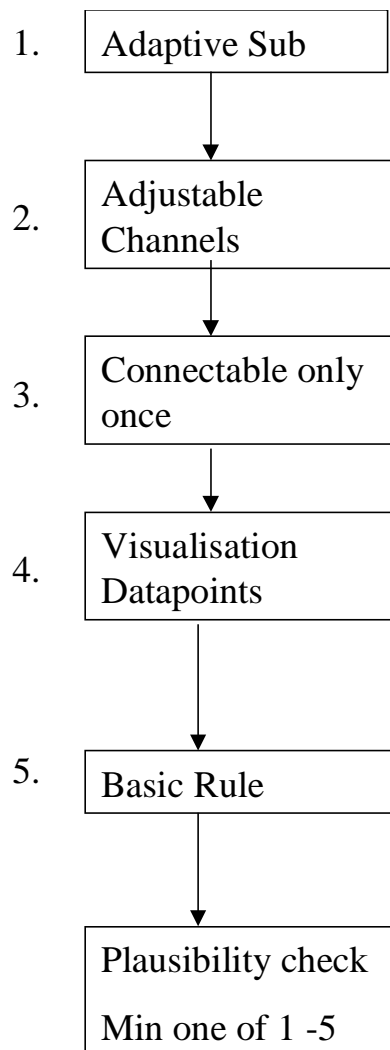 1. Adaptive Sub
2. Adjustable
Channels
3. Connectable only
once
4. Visualisation
Datapoints
5. Basic Rule
Plausibility check
Min one of 1 -5